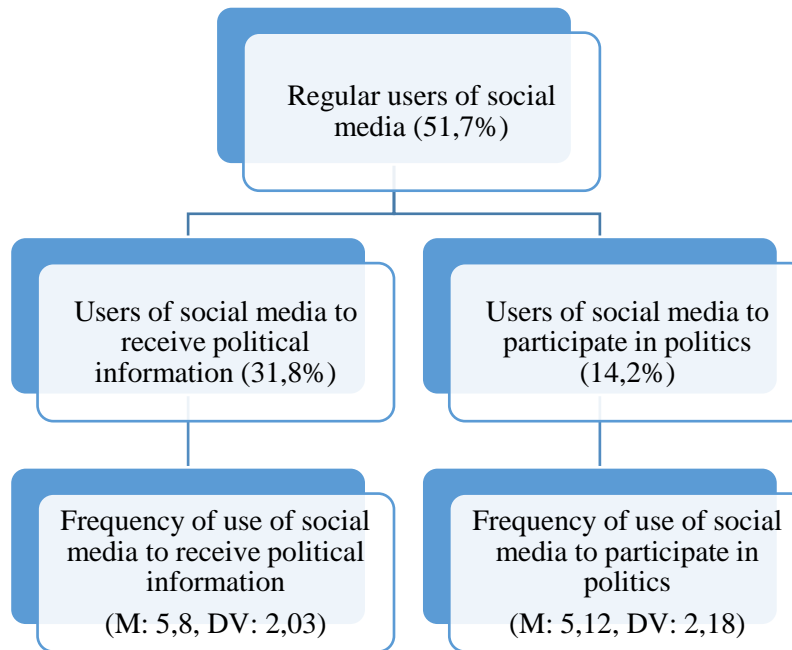 Regular users of social
media (51,7%)
Users of social media to
receive political
information (31,8%)
Users of social media to
participate in politics
(14,2%)
Frequency of use of social
media to receive political
information
(M: 5,8, DV: 2,03)
Frequency of use of social
media to participate in
politics
(M: 5,12, DV: 2,18)